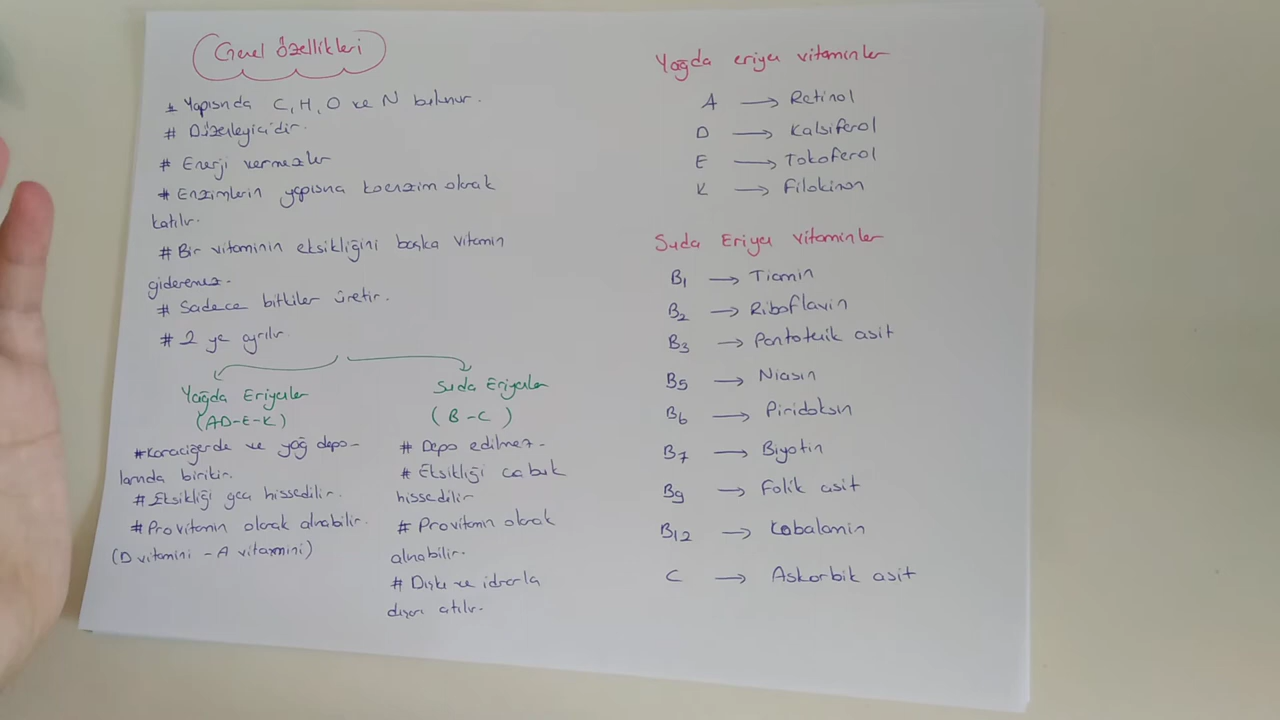 Genel özellikleri
* Yapısında C, H, O ve N bulunur.
# Düzenleyicidir.
# Enerji vermezler
# Enzimlerin yapısına koenzim olarak
katılır.
# Bir vitaminin eksikliğini başka vitamin
gideremez.
# Sadece bitkiler üretir.
# 2 ye ayrılır.
Yağda Eriyenler
(AD-E-K)
# Karaciğerde ve yağ depo-
larında birikir.
# Eksikliği geç hissedilir.
# Provitamin olarak alınabilir.
(D vitamini - A vitamini)
Suda Eriyenler
(B-C)
# Depo edilmez.
# Eksikliği çabuk
hissedilir
# Provitamin olarak
alınabilir.
# Dışkı ve idrarla
dışarı atılır.
Yağda eriyen vitaminler
A → Retinol
D → Kalsiferol
E → Tokoferol
K → Filokinon
Suda Eriyen vitaminler
B1 → Tiamin
B2 → Riboflavin
B3 → Pantotenik asit
B5 → Niasin
B6 → Piridoksin
B7 → Biyotin
B9 → Folik asit
B12 → Kobalamin
C → Askorbik asit